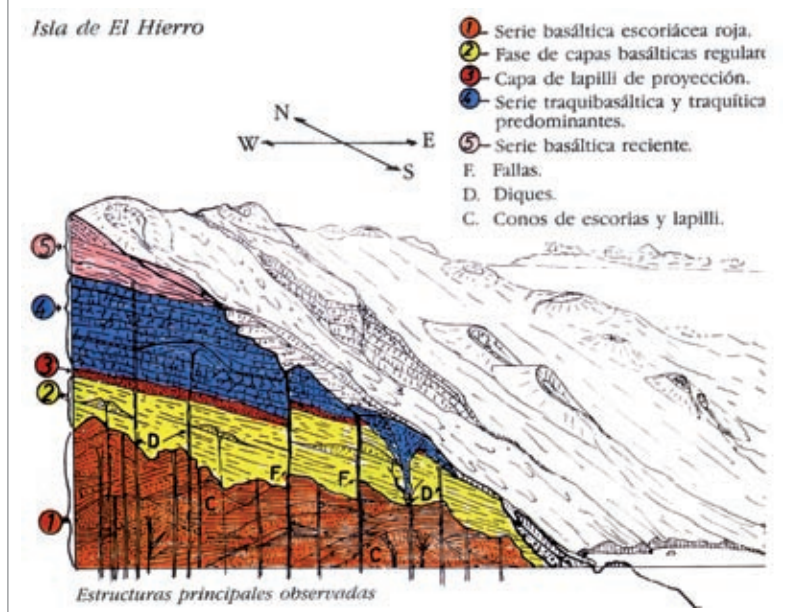 Isla de El Hierro
1 Serie basáltica escoriácea roja.
2 Fase de capas basálticas regulare
3 Capa de lapilli de proyección.
4 Serie traquibasáltica y traquítica
predominantes.
5 Serie basáltica reciente.
F. Fallas.
D. Diques.
C. Conos de escorias y lapilli.
N
W E
S
5
4
3
2
D
F F D
C
1
C
Estructuras principales observadas